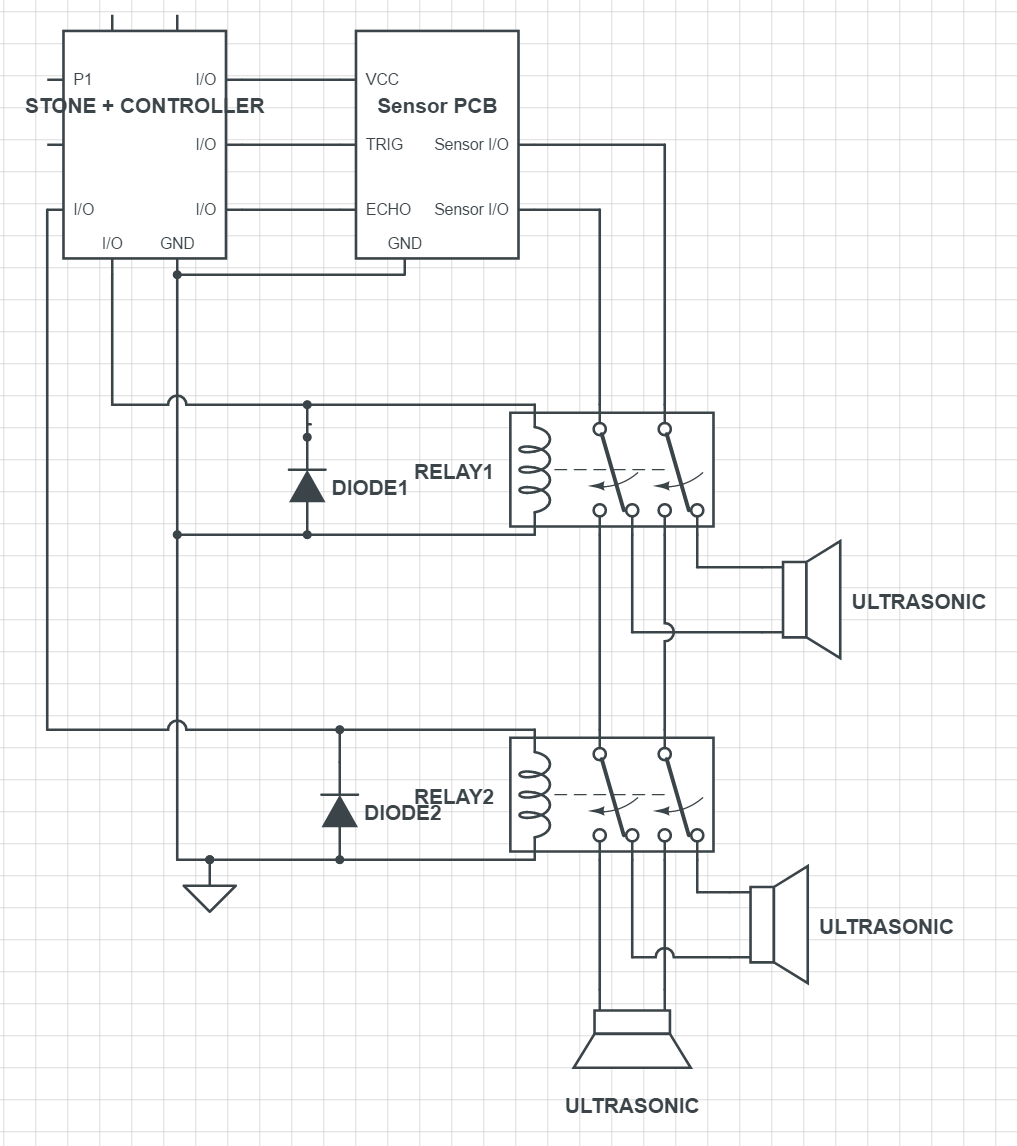 P1 I/O VCC
STONE + CONTROLLER Sensor PCB
I/O TRIG Sensor I/O
I/O I/O ECHO Sensor I/O
I/O GND GND
RELAY1
DIODE1
ULTRASONIC
RELAY2
DIODE2
ULTRASONIC
ULTRASONIC